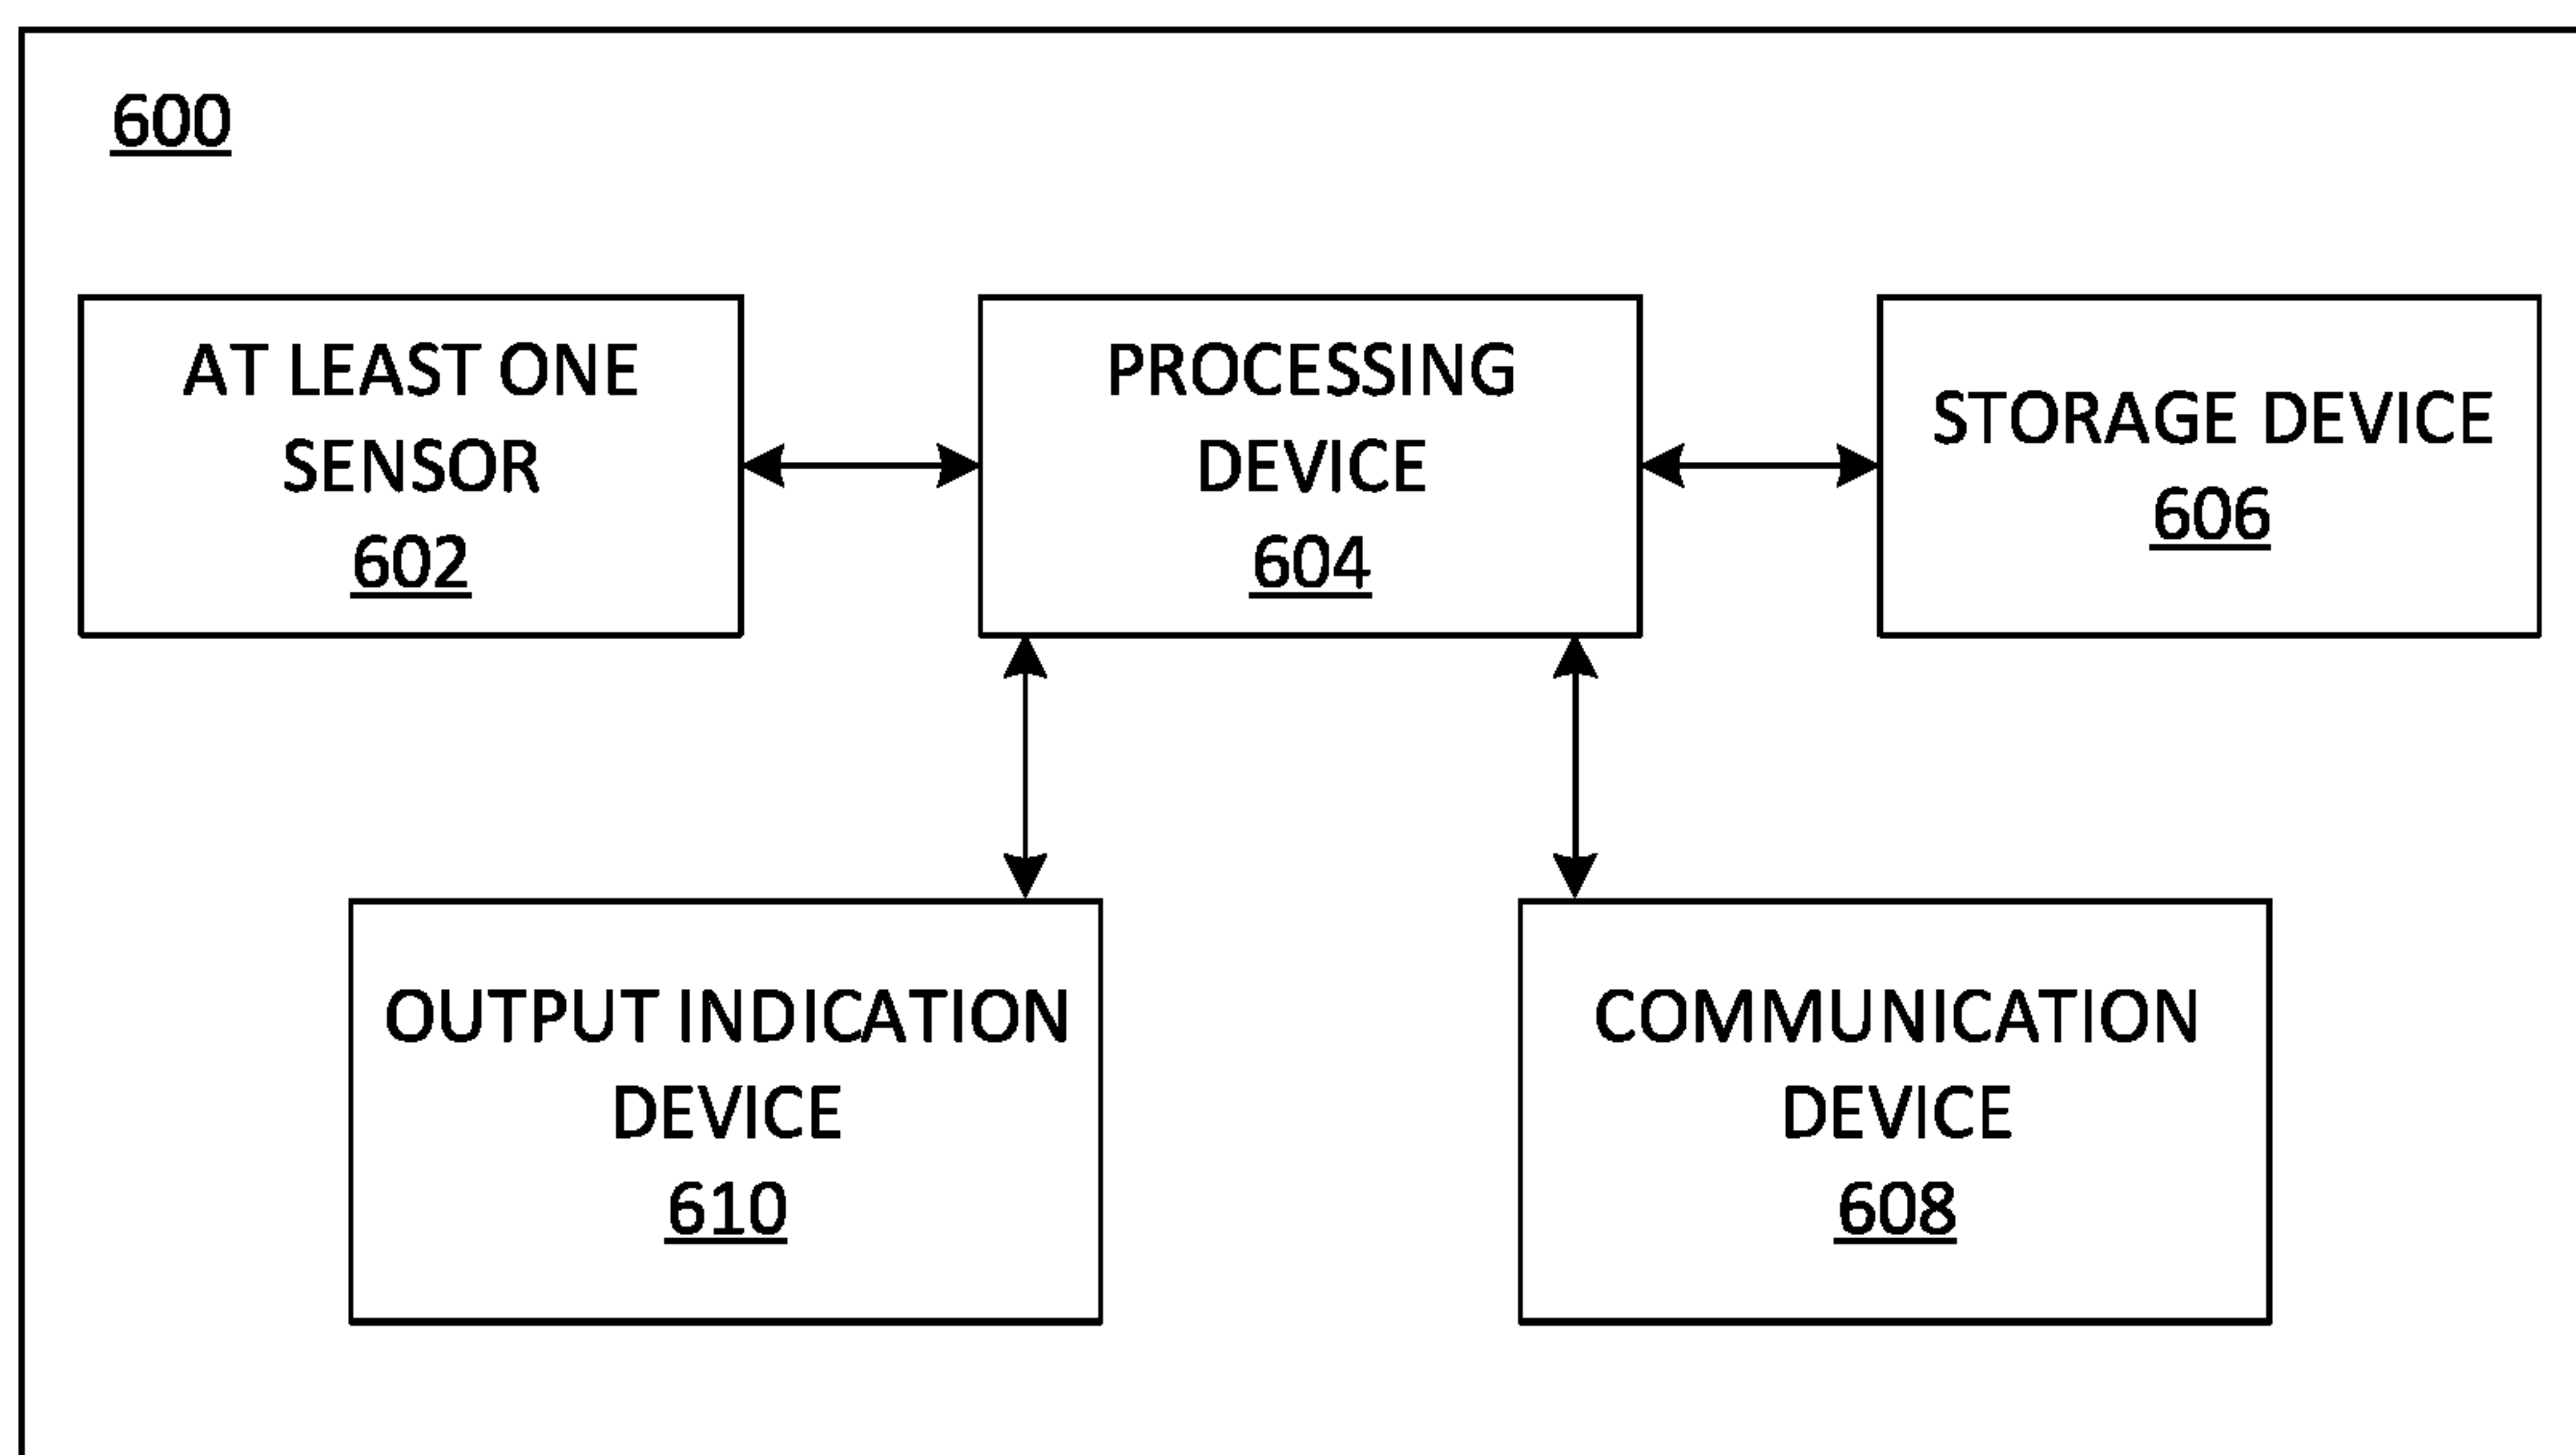 600
AT LEAST ONE
SENSOR
602
PROCESSING
DEVICE
604
STORAGE DEVICE
606
OUTPUT INDICATION
DEVICE
610
COMMUNICATION
DEVICE
608